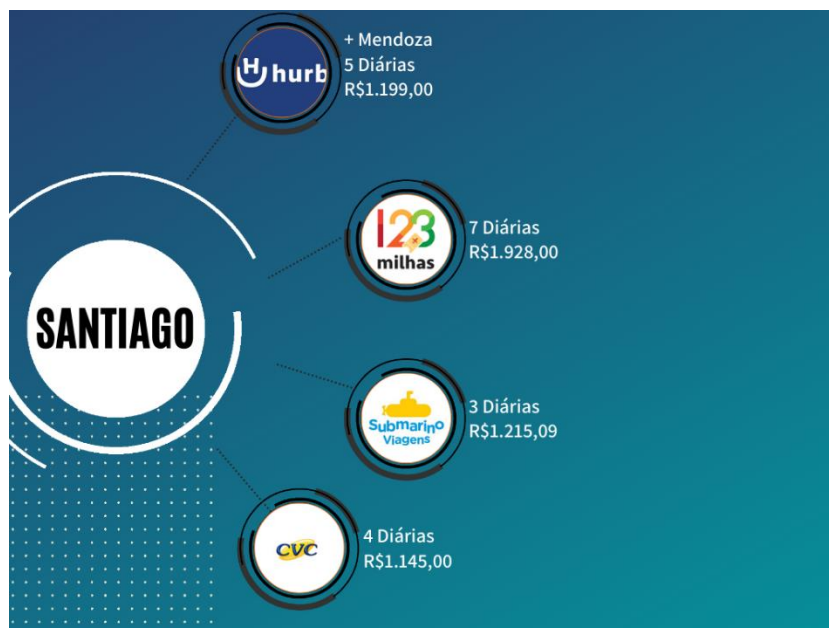 hurb
+ Mendoza
5 Diárias
R$1.199,00
123
milhas
7 Diárias
R$1.928,00
SANTIAGO
Submarino
Viagens
3 Diárias
R$1.215,09
CVC
4 Diárias
R$1.145,00